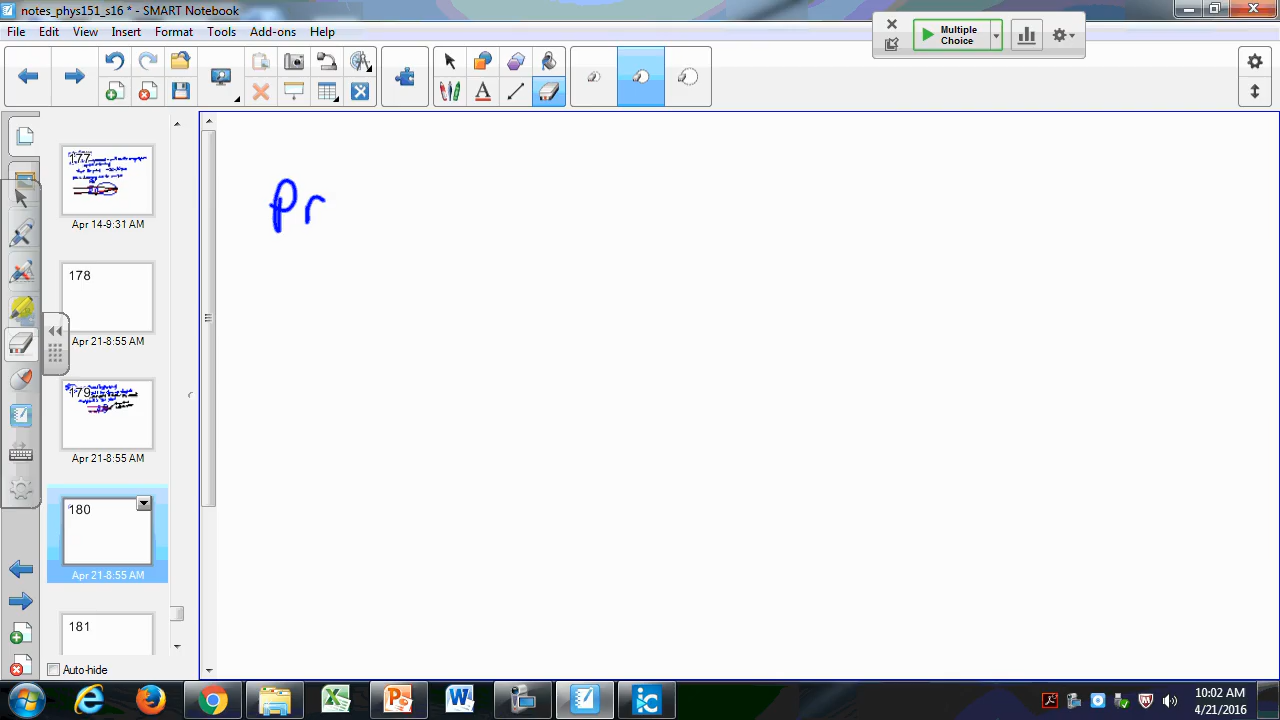 notes_phys151_s16 * - SMART Notebook
File Edit View Insert Format Tools Add-ons Help
Multiple
Choice
177
Apr 14-9:31 AM
178
Apr 21-8:55 AM
179
Apr 21-8:55 AM
180
Apr 21-8:55 AM
181
Auto-hide
Pr
10:02 AM
4/21/2016